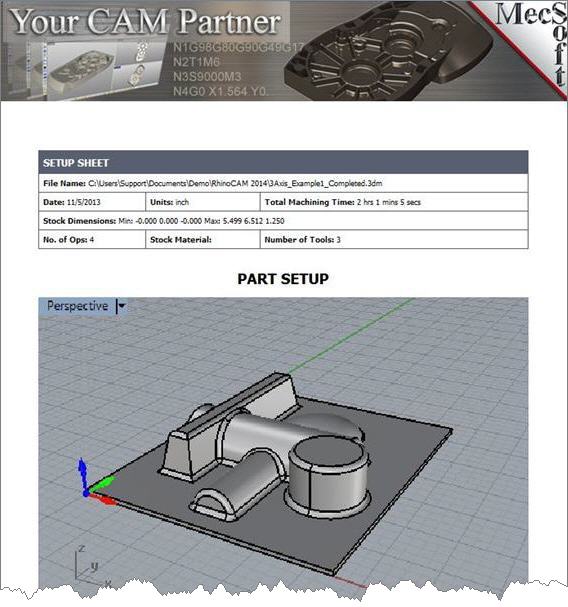 Your CAM Partner
MecSoft
N1G98G80G90G49G17
N2T1M6
N3S9000M3
N4G0 X1.564 Y0.
SETUP SHEET
File Name: C:\Users\Support\Documents\Demo\RhinoCAM 2014\3Axis_Example1_Completed.3dm
Date: 11/5/2013 Units: inch Total Machining Time: 2 hrs 1 mins 5 secs
Stock Dimensions: Min: -0.000 0.000 -0.000 Max: 5.499 6.512 1.250
No. of Ops: 4 Stock Material: Number of Tools: 3
PART SETUP
Perspective
z
y
x